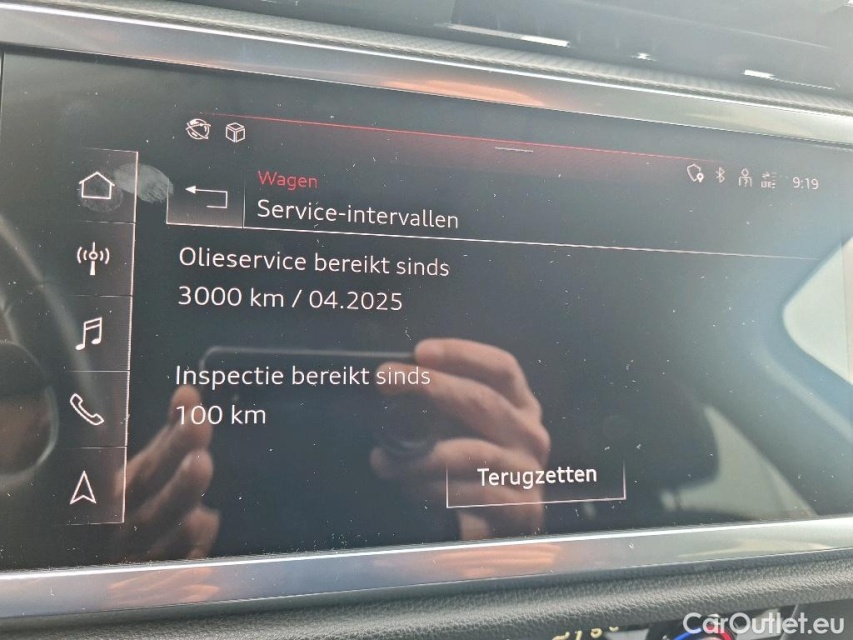 Wagen
9:19
Service-intervallen
Olieservice bereikt sinds
3000 km / 04.2025
Inspectie bereikt sinds
100 km
Terugzetten
CarOutlet.eu